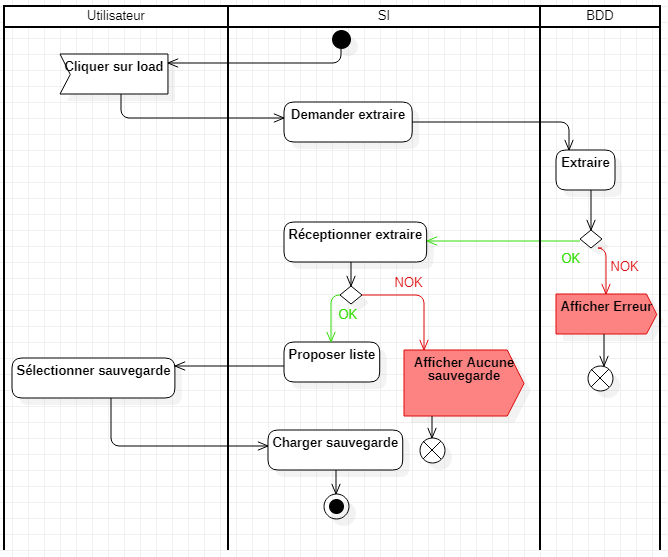 Utilisateur
SI
BDD
Cliquer sur load
Demander extraire
Extraire
Réceptionner extraire
OK
NOK
NOK
OK
Afficher Erreur
Proposer liste
Afficher Aucune
sauvegarde
Sélectionner sauvegarde
Charger sauvegarde